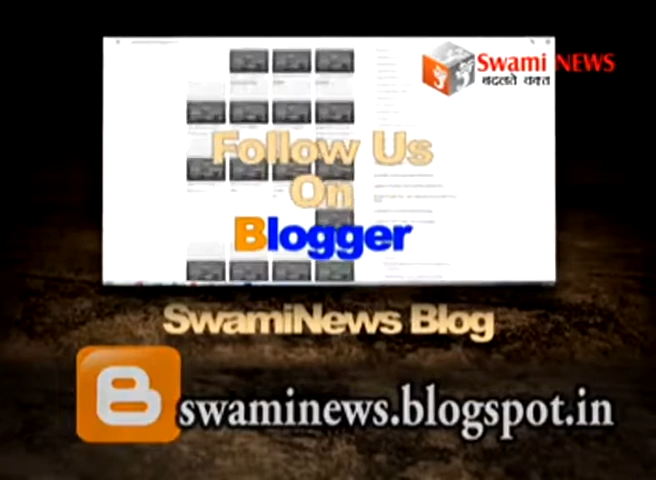 Swami NEWS
बदलते वक्त
Follow Us
On
Blogger
SwamiNews Blog
swaminews.blogspot.in